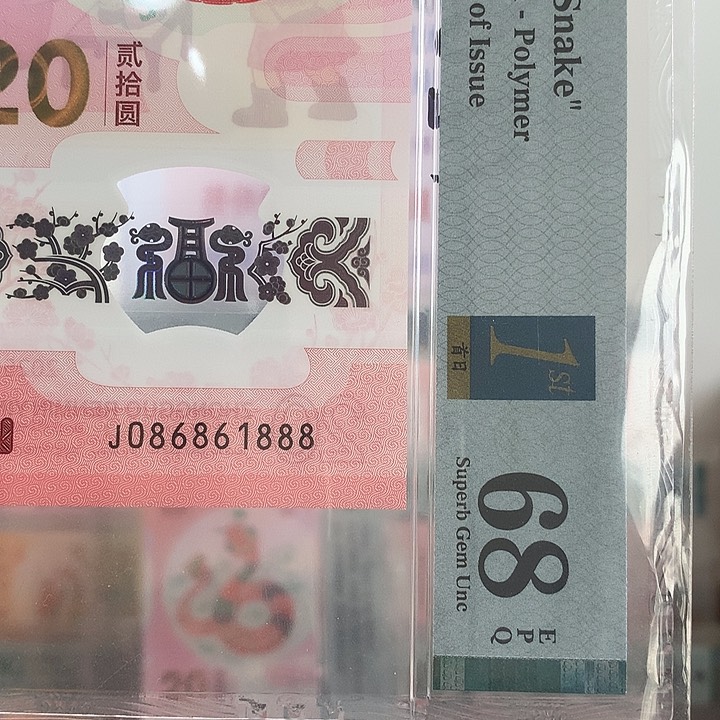 20
贰拾圆
J086861888
Snake"
- Polymer
of Issue
1st
首日
68
EPQ
Superb Gem Unc